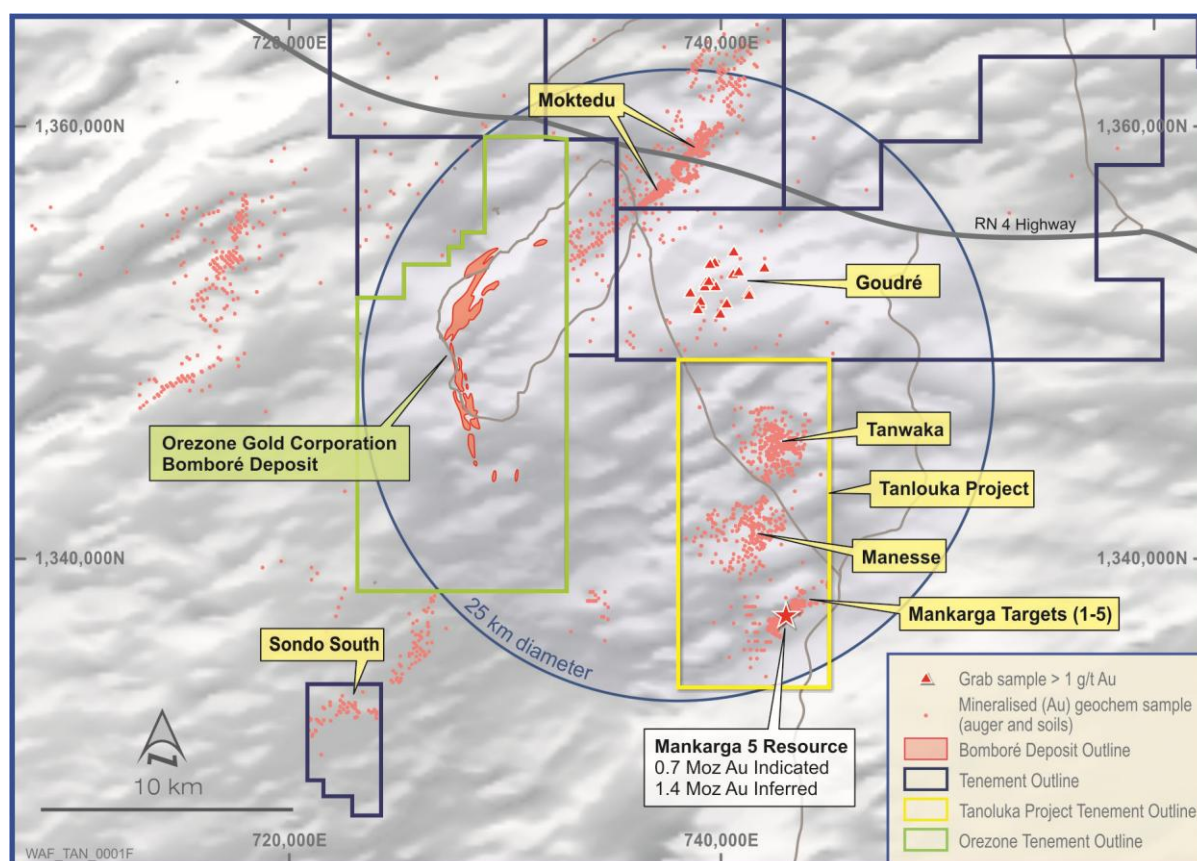 720,000E
740,000E
Moktedu
1,360,000N
1,360,000N
RN 4 Highway
Goudré
Orezone Gold Corporation
Bomboré Deposit
Tanwaka
Tanlouka Project
1,340,000N
Manesse
1,340,000N
Mankarga Targets (1-5)
25 km diameter
Sondo South
Mankarga 5 Resource
0.7 Moz Au Indicated
1.4 Moz Au Inferred
N
10 km
Grab sample > 1 g/t Au
Mineralised (Au) geochem sample
(auger and soils)
Bomboré Deposit Outline
Tenement Outline
Tanoluka Project Tenement Outline
Orezone Tenement Outline
WAF_TAN_0001F
720,000E
740,000E